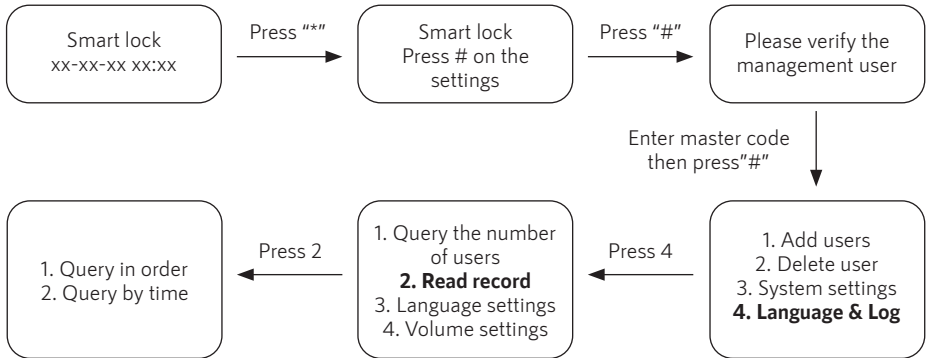 Smart lock
xx-xx-xx xx:xx
Press “*”
Smart lock
Press # on the
settings
Press “#”
Please verify the
management user
Enter master code
then press”#”
1. Add users
2. Delete user
3. System settings
4. Language & Log
Press 4
1. Query the number
of users
2. Read record
3. Language settings
4. Volume settings
Press 2
1. Query in order
2. Query by time